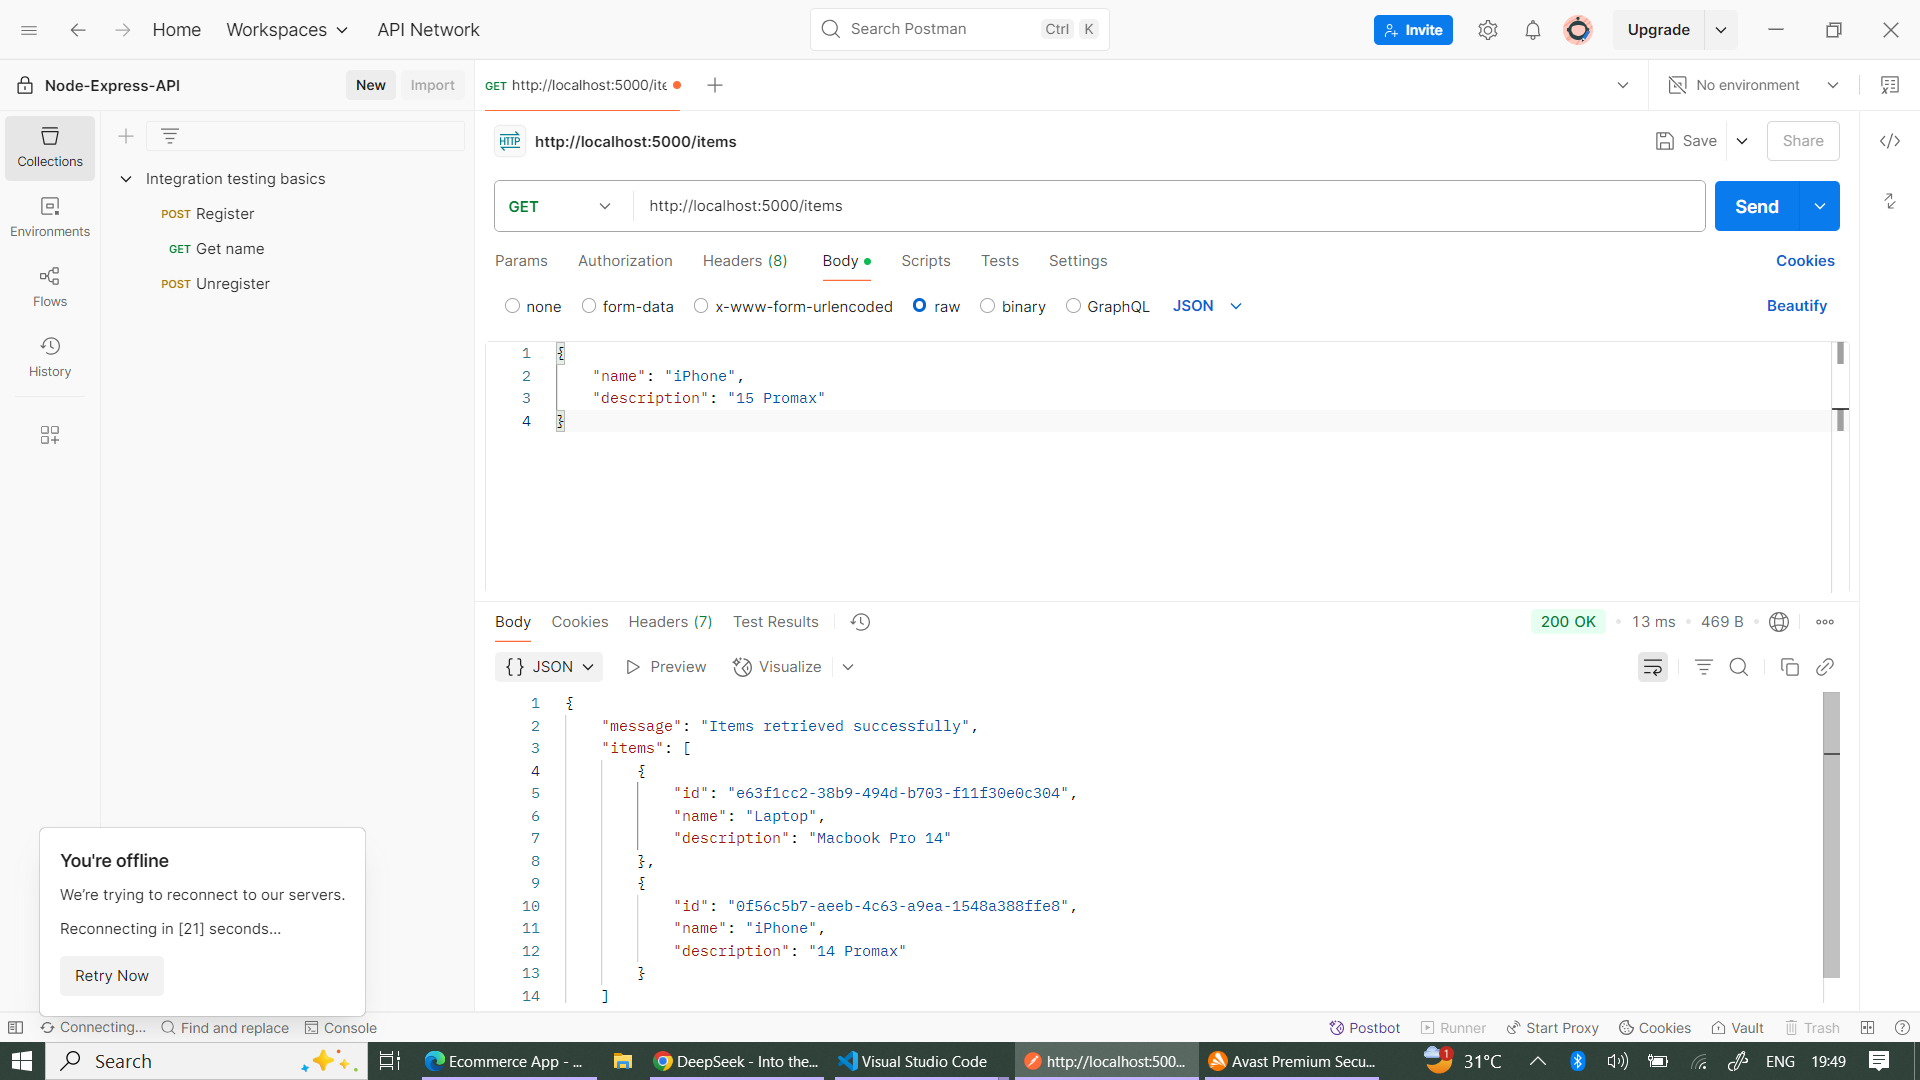 Home Workspaces API Network Search Postman Ctrl K Invite Upgrade
Node-Express-API New Import GET http://localhost:5000/ite No environment
HTTP http://localhost:5000/items Save Share
Collections
Environments
Flows
History
Integration testing basics
POST Register
GET Get name
POST Unregister
GET http://localhost:5000/items Send
Params Authorization Headers (8) Body Scripts Tests Settings Cookies
none form-data x-www-form-urlencoded raw binary GraphQL JSON Beautify
1 {
2 "name": "iPhone",
3 "description": "15 Promax"
4 }
Body Cookies Headers (7) Test Results 200 OK 13 ms 469 B
{} JSON Preview Visualize
1 {
2 "message": "Items retrieved successfully",
3 "items": [
4 {
5 "id": "e63f1cc2-38b9-494d-b703-f11f30e0c304",
6 "name": "Laptop",
7 "description": "Macbook Pro 14"
8 },
9 {
10 "id": "0f56c5b7-aeeb-4c63-a9ea-1548a388ffe8",
11 "name": "iPhone",
12 "description": "14 Promax"
13 }
14 ]
You're offline
We're trying to reconnect to our servers.
Reconnecting in [21] seconds...
Retry Now
Connecting... Find and replace Console Postbot Runner Start Proxy Cookies Vault Trash
Search Ecommerce App - ... DeepSeek - Into the... Visual Studio Code http://localhost:500... Avast Premium Secu... 1 31°C ENG 19:49